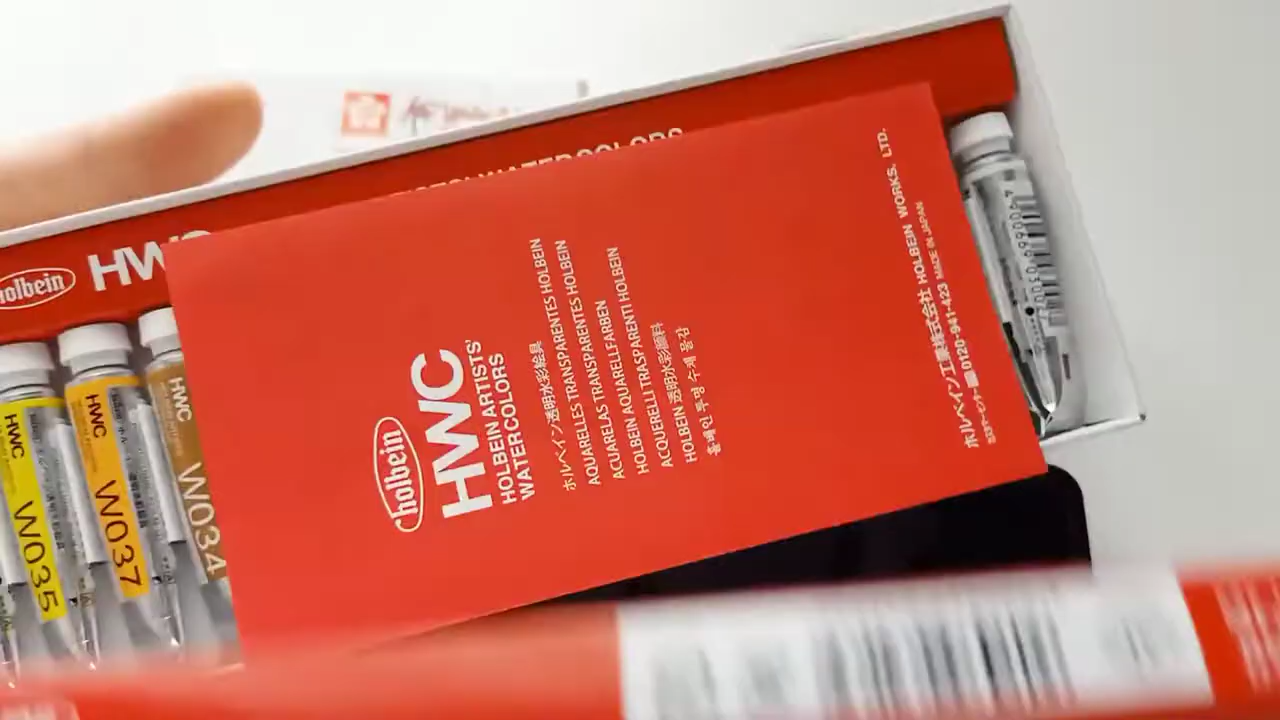 holbein
HWC
holbein
HWC
HOLBEIN ARTISTS'
WATERCOLORS
ホルベイン透明水彩絵具
AQUARELLES TRANSPARENTES HOLBEIN
ACUARELAS TRANSPARENTES HOLBEIN
HOLBEIN AQUARELLFARBEN
ACQUERELLI TRASPARENTI HOLBEIN
HOLBEIN 透明水彩顔料
홀베인 투명 수채 물감
ホルベイン工業株式会社 HOLBEIN WORKS, LTD.
0120-941-423 MADE IN JAPAN
HWC
W035
HWC
W037
HWC
W034